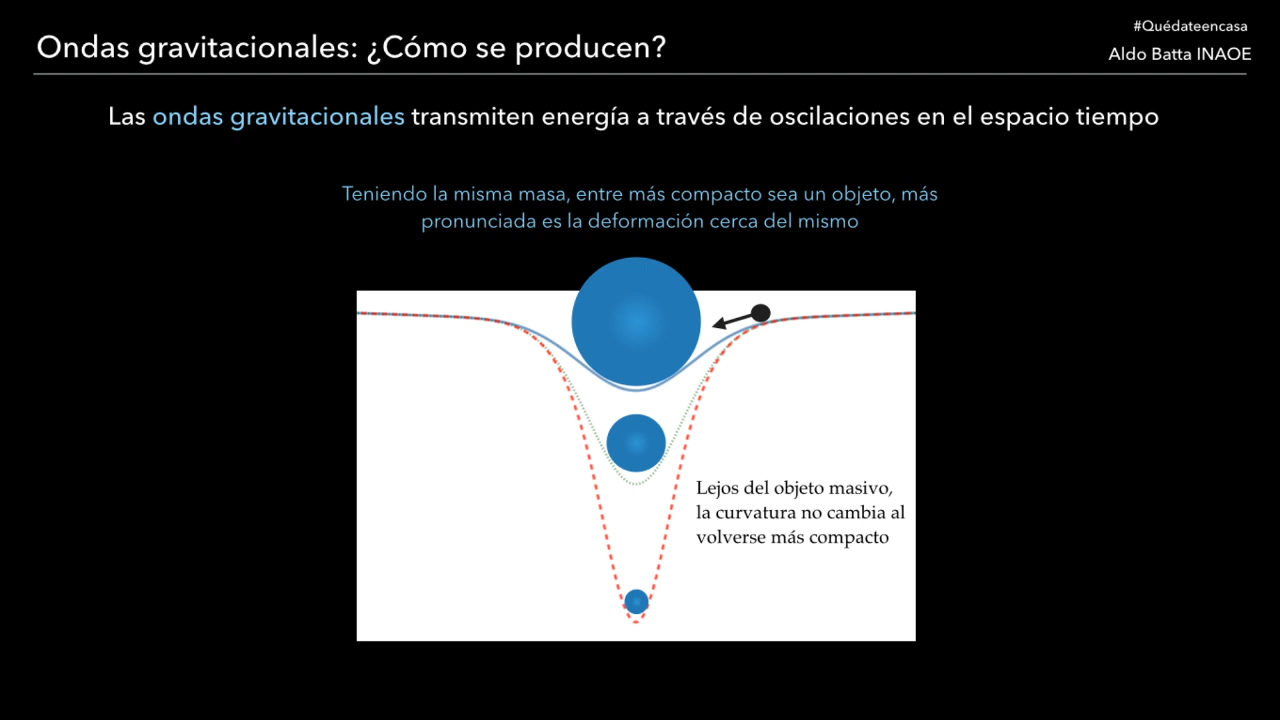 #Quédateencasa
Ondas gravitacionales: ¿Cómo se producen?
Aldo Batta INAOE
Las ondas gravitacionales transmiten energía a través de oscilaciones en el espacio tiempo
Teniendo la misma masa, entre más compacto sea un objeto, más
pronunciada es la deformación cerca del mismo
Lejos del objeto masivo,
la curvatura no cambia al
volverse más compacto